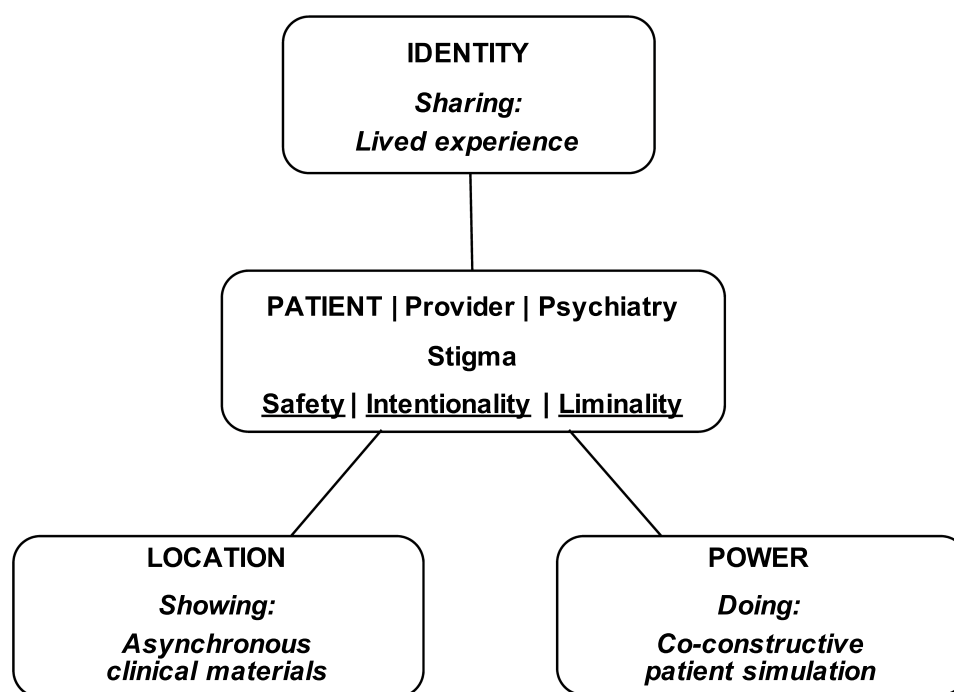 IDENTITY
Sharing:
Lived experience
PATIENT | Provider | Psychiatry
Stigma
Safety | Intentionality | Liminality
LOCATION
Showing:
Asynchronous
clinical materials
POWER
Doing:
Co-constructive
patient simulation